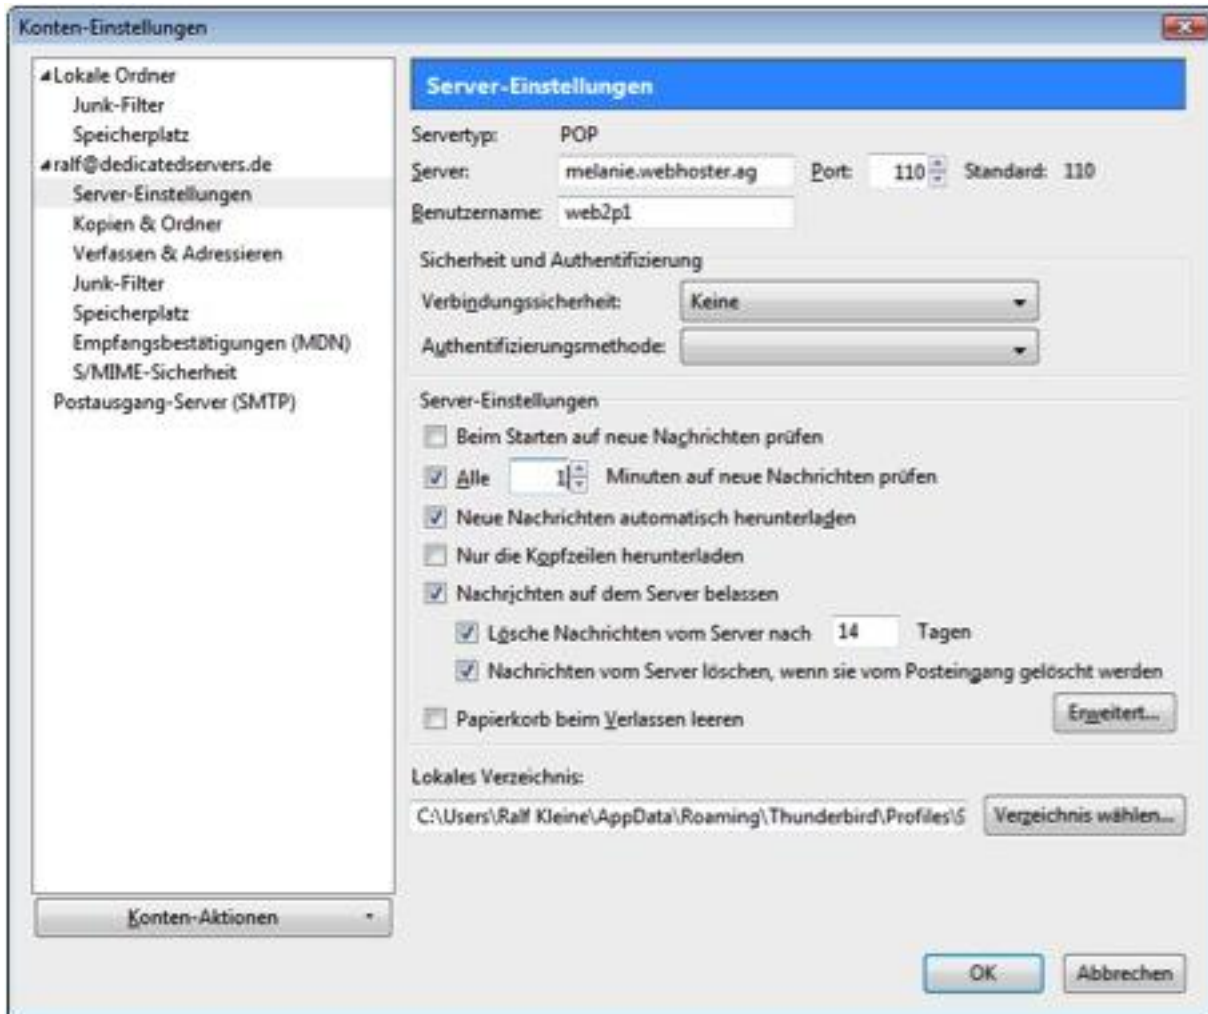 Konten-Einstellungen
Lokale Ordner
Junk-Filter
Speicherplatz
ralf@dedicatedservers.de
Server-Einstellungen
Kopien & Ordner
Verfassen & Adressieren
Junk-Filter
Speicherplatz
Empfangsbestätigungen (MDN)
S/MIME-Sicherheit
Postausgang-Server (SMTP)
Konten-Aktionen
Server-Einstellungen
Servertyp: POP
Server: melanie.webhoster.ag Port: 110 Standard: 110
Benutzername: web2p1
Sicherheit und Authentifizierung
Verbindungssicherheit: Keine
Authentifizierungsmethode:
Server-Einstellungen
Beim Starten auf neue Nachrichten prüfen
Alle 1 Minuten auf neue Nachrichten prüfen
Neue Nachrichten automatisch herunterladen
Nur die Kopfzeilen herunterladen
Nachrichten auf dem Server belassen
Lösche Nachrichten vom Server nach 14 Tagen
Nachrichten vom Server löschen, wenn sie vom Posteingang gelöscht werden
Papierkorb beim Verlassen leeren
Erweitert...
Lokales Verzeichnis:
C:\Users\Ralf Kleine\AppData\Roaming\Thunderbird\Profiles\5 Verzeichnis wählen...
OK Abbrechen